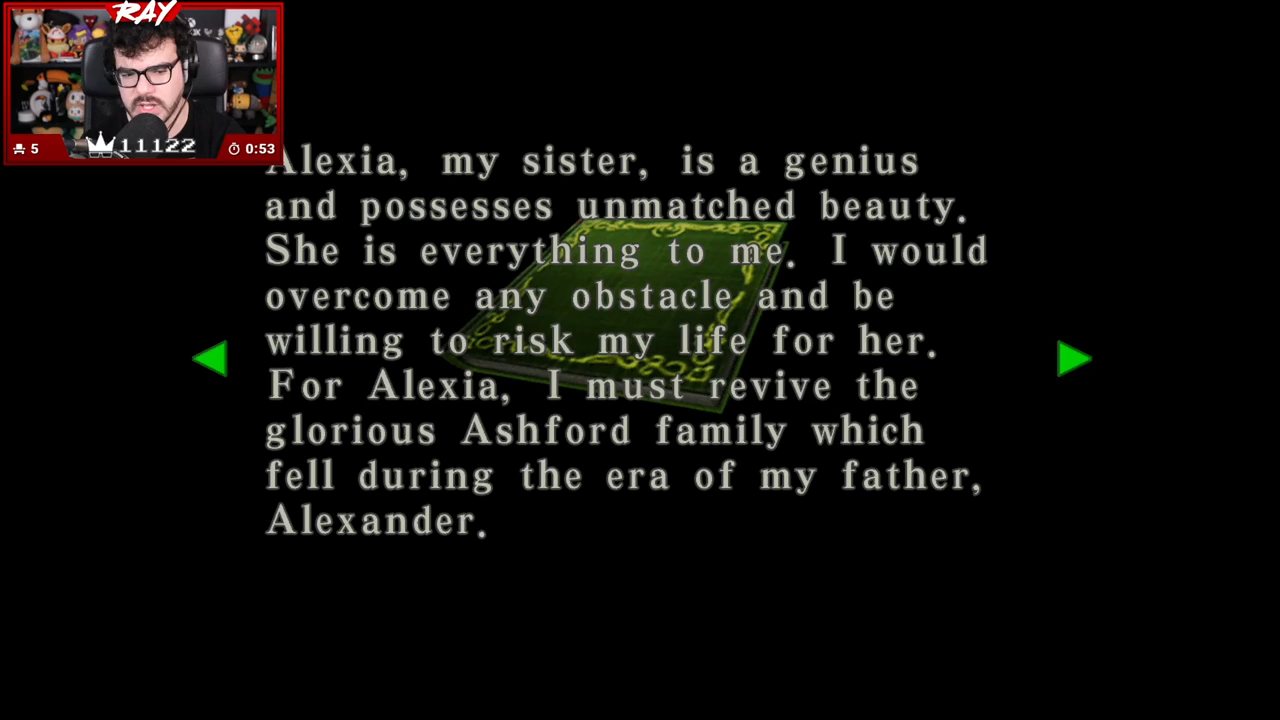 RAY
5
11122
0:53
Alexia, my sister, is a genius
and possesses unmatched beauty.
She is everything to me. I would
overcome any obstacle and be
willing to risk my life for her.
For Alexia, I must revive the
glorious Ashford family which
fell during the era of my father,
Alexander.